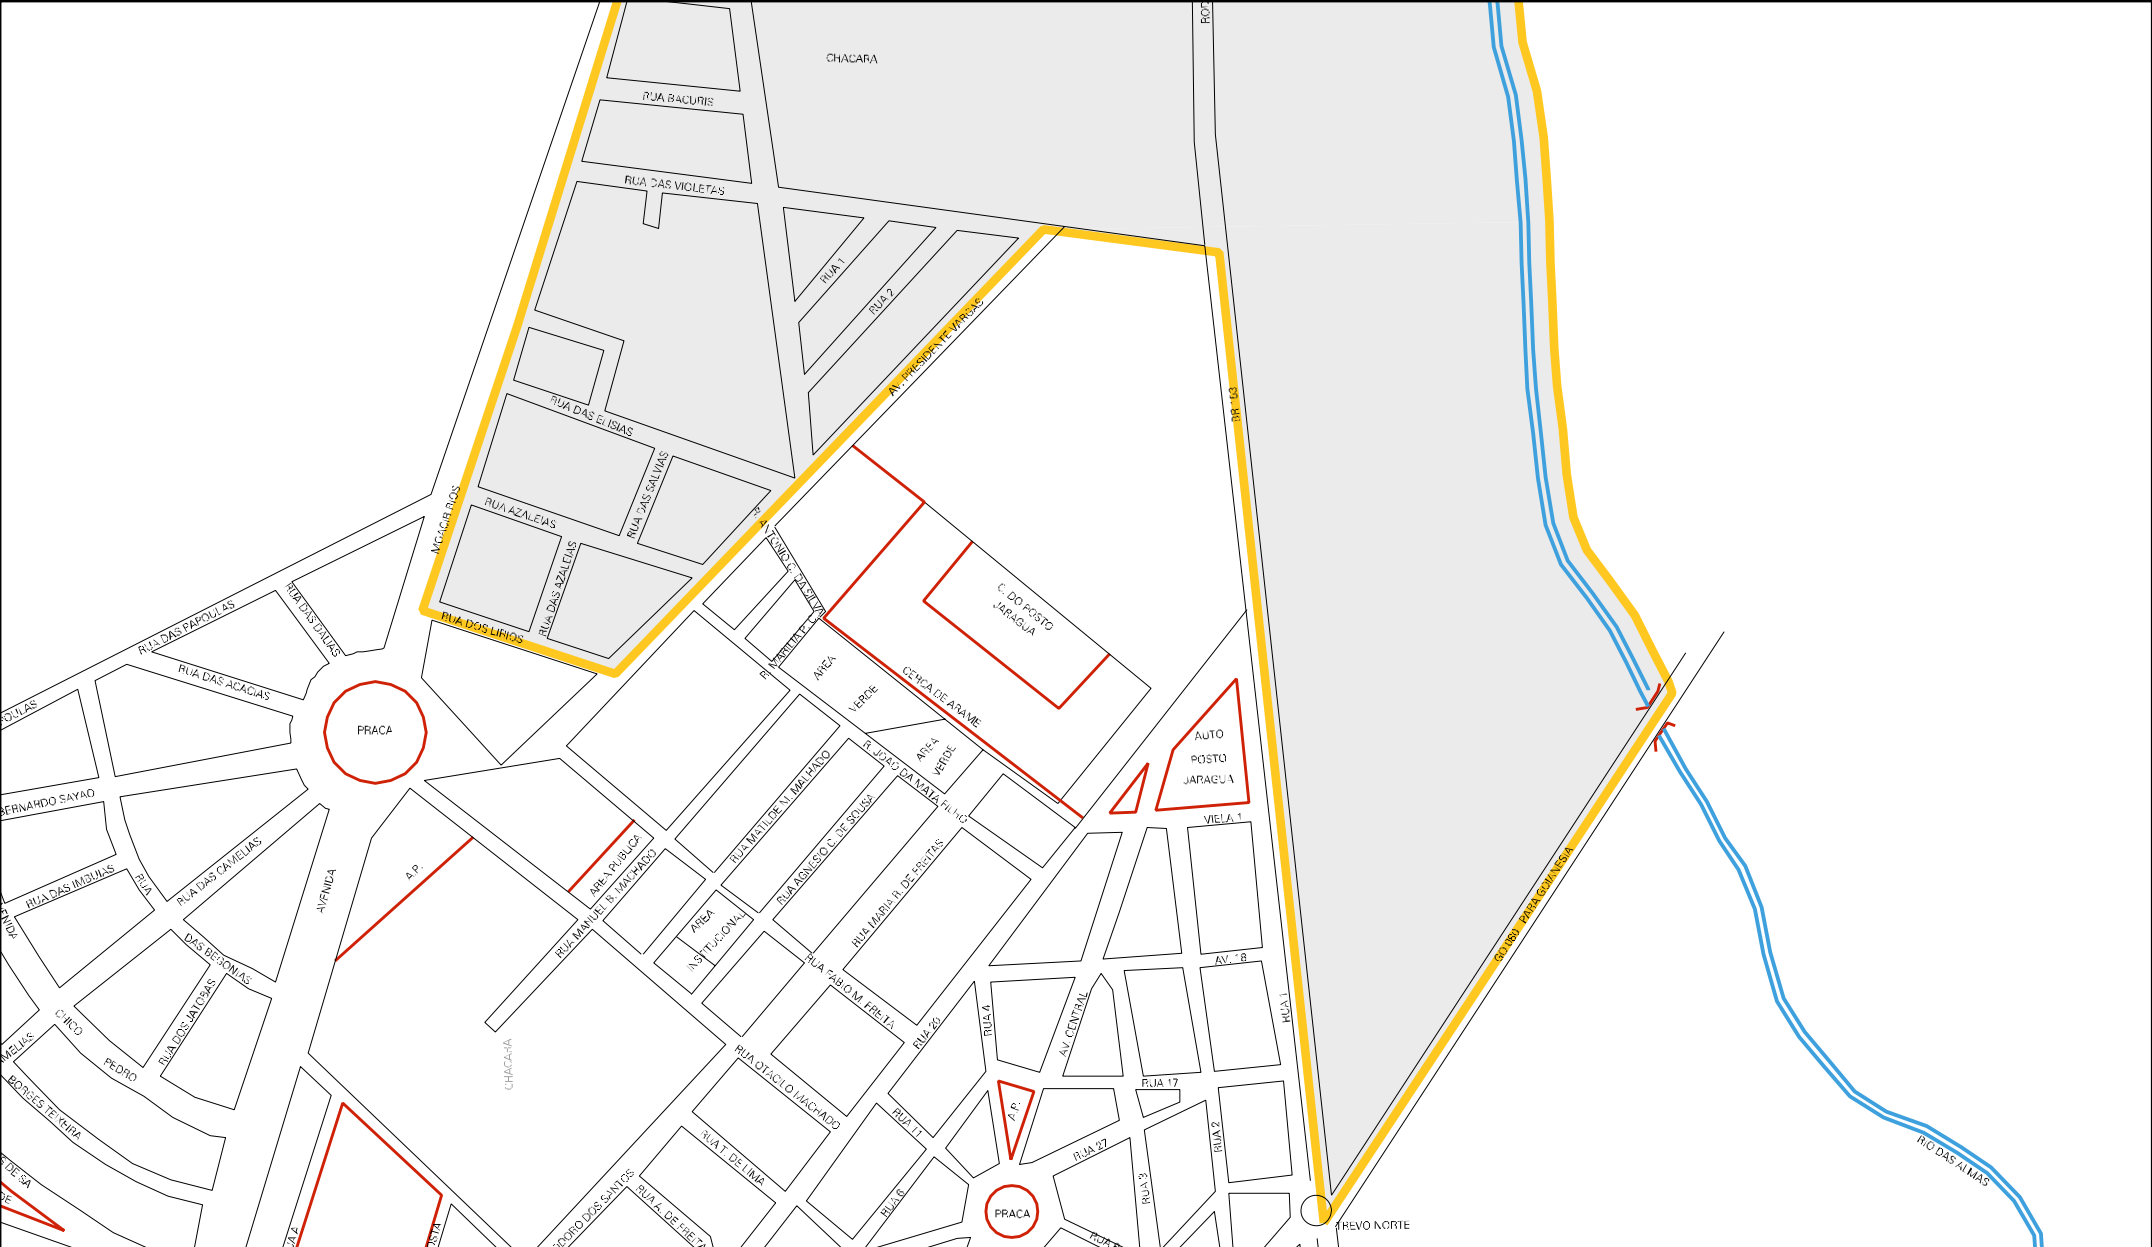 CHACARA
RUA BACURIS
RUA DAS VIOLETAS
RUA 1
RUA 2
AV. PRESIDENTE VARGAS
BR 153
RUA DAS ELISIAS
RUA DAS SALVIAS
MOACIR RIOS
RUA AZALEIAS
RUA DAS AZALEIAS
RUA DOS LIRIOS
R. ANTONIO C. DA SILVA
C. DO POSTO
JARAGUA
RUA DAS PAPOULAS
RUA DAS DALIAS
RUA DAS ACACIAS
PRACA
AREA
VERDE
CERCA DE ARAME
AREA
VERDE
AUTO
POSTO
JARAGUA
R. JOAO DA MATA FILHO
BERNARDO SAYAO
VIELA 1
RUA MATILDE N. MALHADO
RUA AGNESIO C. DE SOUSA
RUA MARIA R. DE FREITAS
AREA PUBLICA
RUA MANUEL B. MACHADO
A.P.
AVENIDA
RUA DAS CAMELIAS
RUA DAS IMBUIAS
RUA
DAS BEGONIAS
AREA
INSTITUCIONAL
GO 080 PARA GOIANESIA
AV. 18
RUA FABIO M. FREITA
RUA 20
RUA 4
AV. CENTRAL
RUA 1
RUA DOS JATOBAS
CHICO
PEDRO
CHACARA
RUA OTACILO MACHADO
RUA 17
A.P.
RUA 11
BORGES TEIXEIRA
RUA T. DE LIMA
RUA 27
RUA 2
RUA 3
RUA 6
RUA A. DE FREITA
PRACA
TREVO NORTE
RIO DAS ALMAS